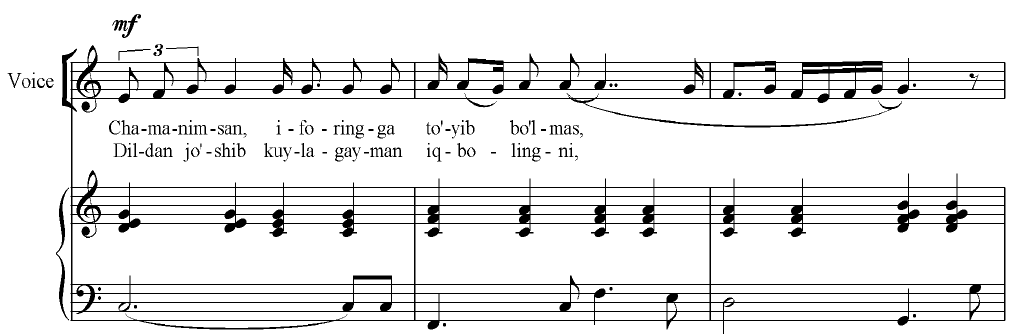 mf
3
Voice
Cha-ma-nim-san, i-fo-ring-ga to'-yib bo'l-mas,
Dil-dan jo'-shib kuy-la-gay-man iq-bo-ling-ni,